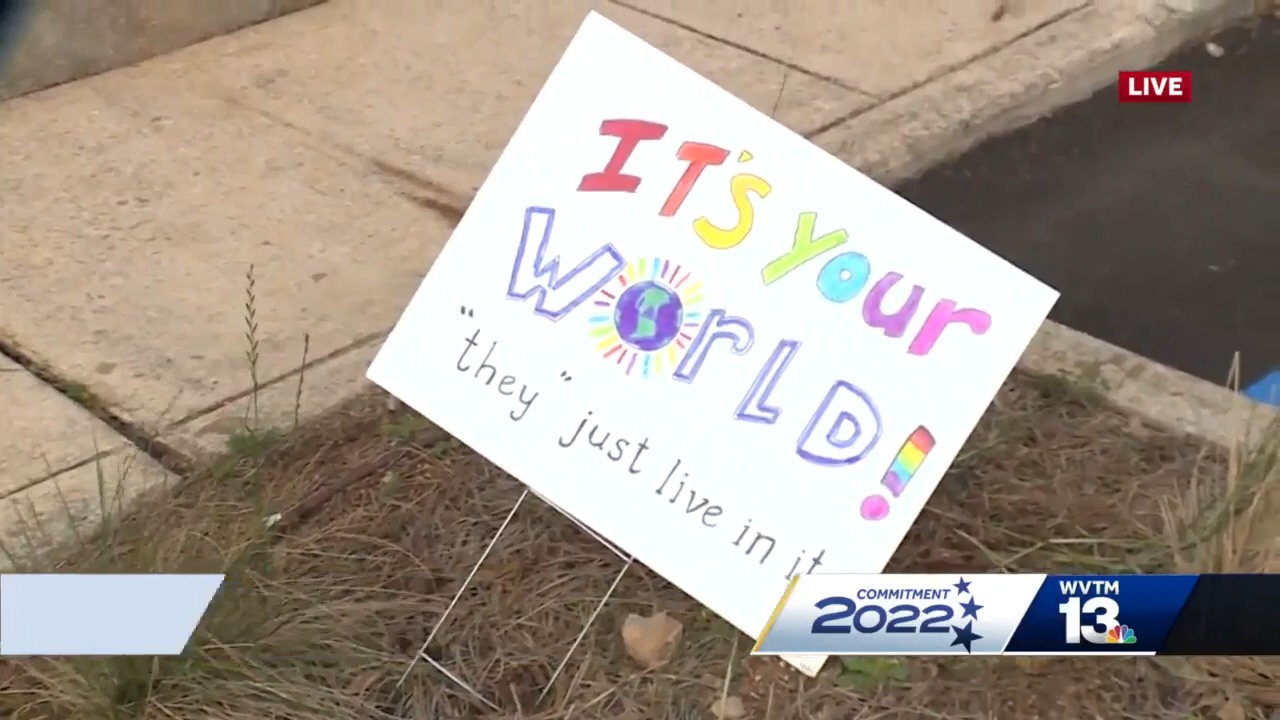 LIVE
IT'S YOUR
WORLD!
"they" just live in it
COMMITMENT
2022
WVTM
13